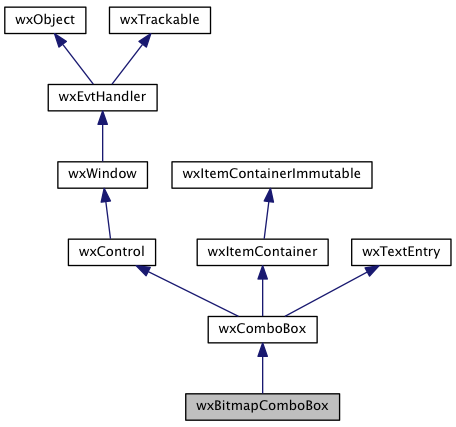 wxObject
wxTrackable
wxEvtHandler
wxWindow
wxItemContainerImmutable
wxControl
wxItemContainer
wxTextEntry
wxComboBox
wxBitmapComboBox